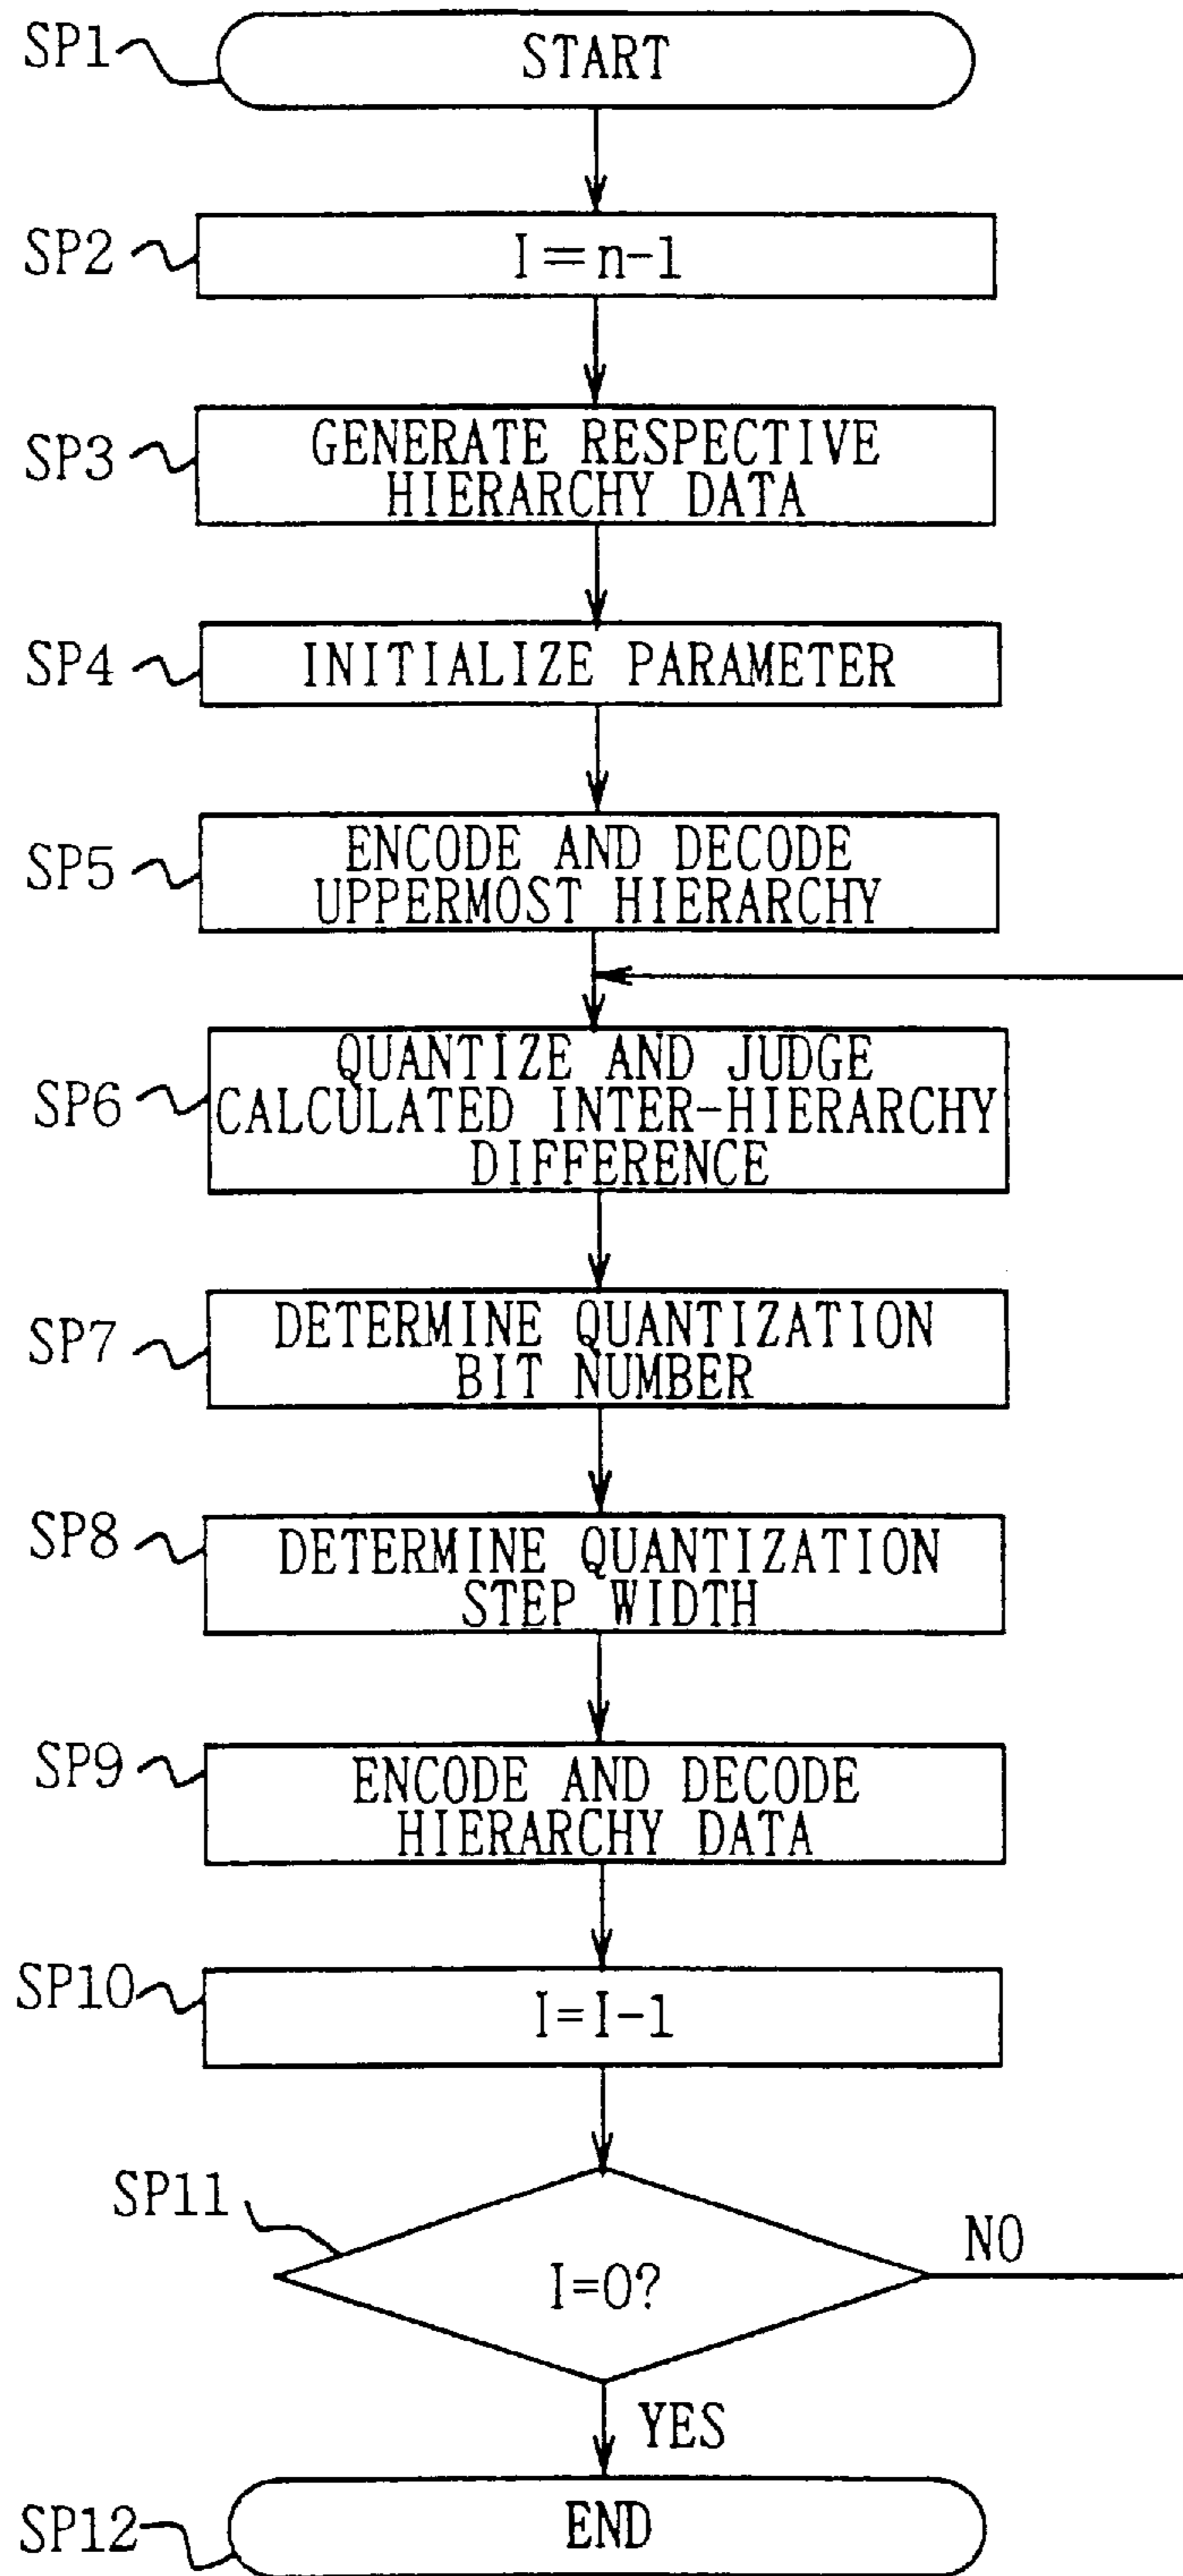 SP1
START
SP2
I=n-1
SP3
GENERATE RESPECTIVE
HIERARCHY DATA
SP4
INITIALIZE PARAMETER
SP5
ENCODE AND DECODE
UPPERMOST HIERARCHY
SP6
QUANTIZE AND JUDGE
CALCULATED INTER-HIERARCHY
DIFFERENCE
SP7
DETERMINE QUANTIZATION
BIT NUMBER
SP8
DETERMINE QUANTIZATION
STEP WIDTH
SP9
ENCODE AND DECODE
HIERARCHY DATA
SP10
I=I-1
SP11
I=0?
NO
YES
SP12
END